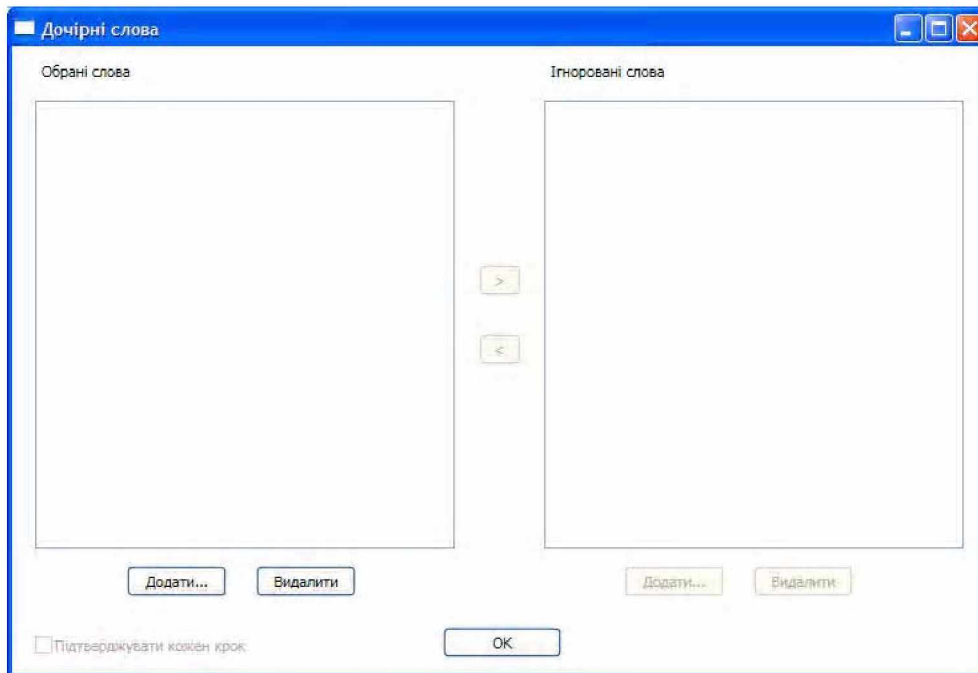 Дочірні слова
Обрані слова
Ігноровані слова
>
<
Додати...
Видалити
Додати...
Видалити
Підтверджувати кожен крок
OK